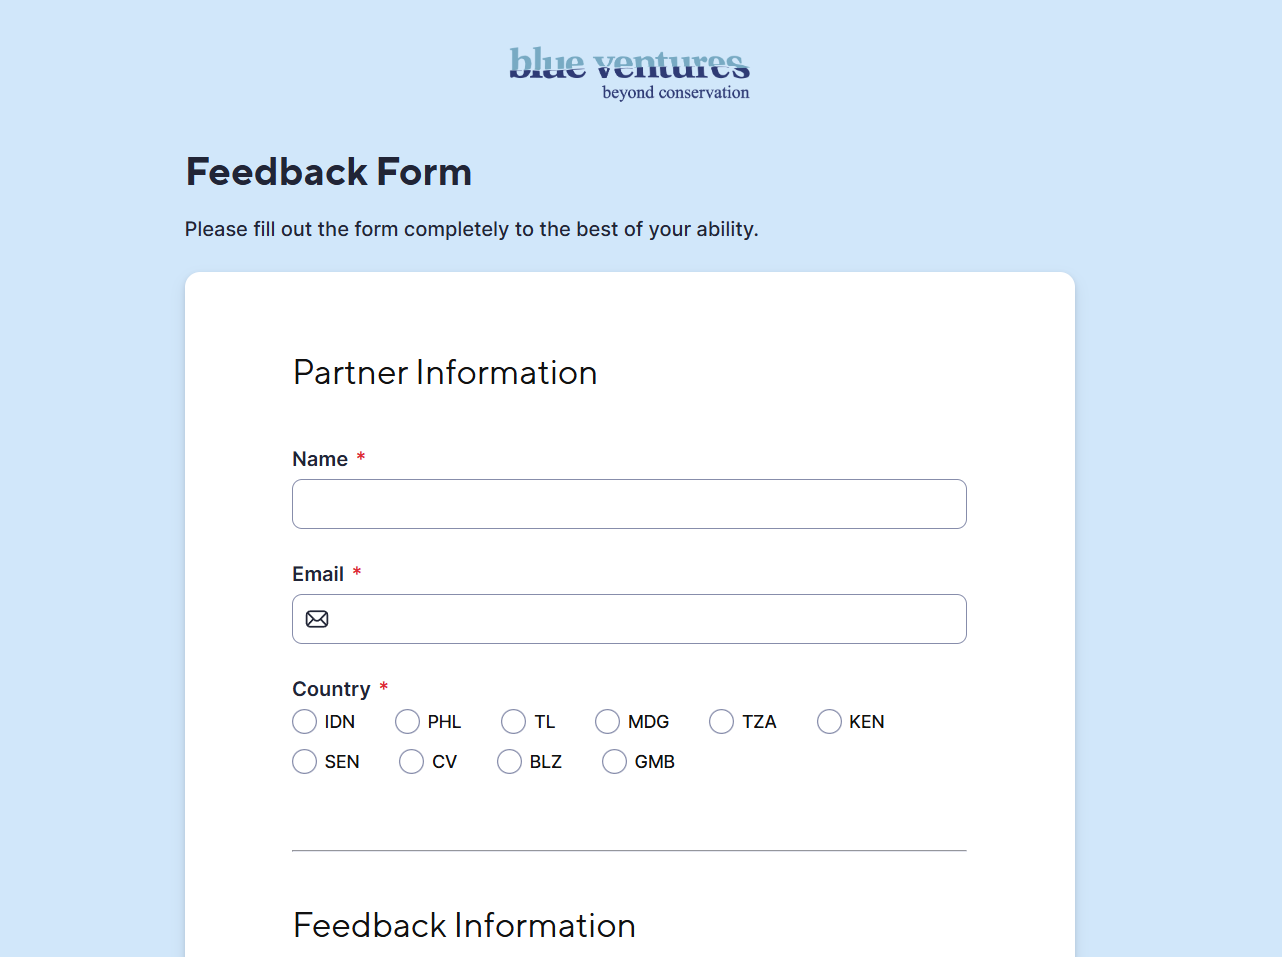 blue ventures
beyond conservation
Feedback Form
Please fill out the form completely to the best of your ability.
Partner Information
Name *
Email *
Country *
IDN PHL TL MDG TZA KEN
SEN CV BLZ GMB
Feedback Information